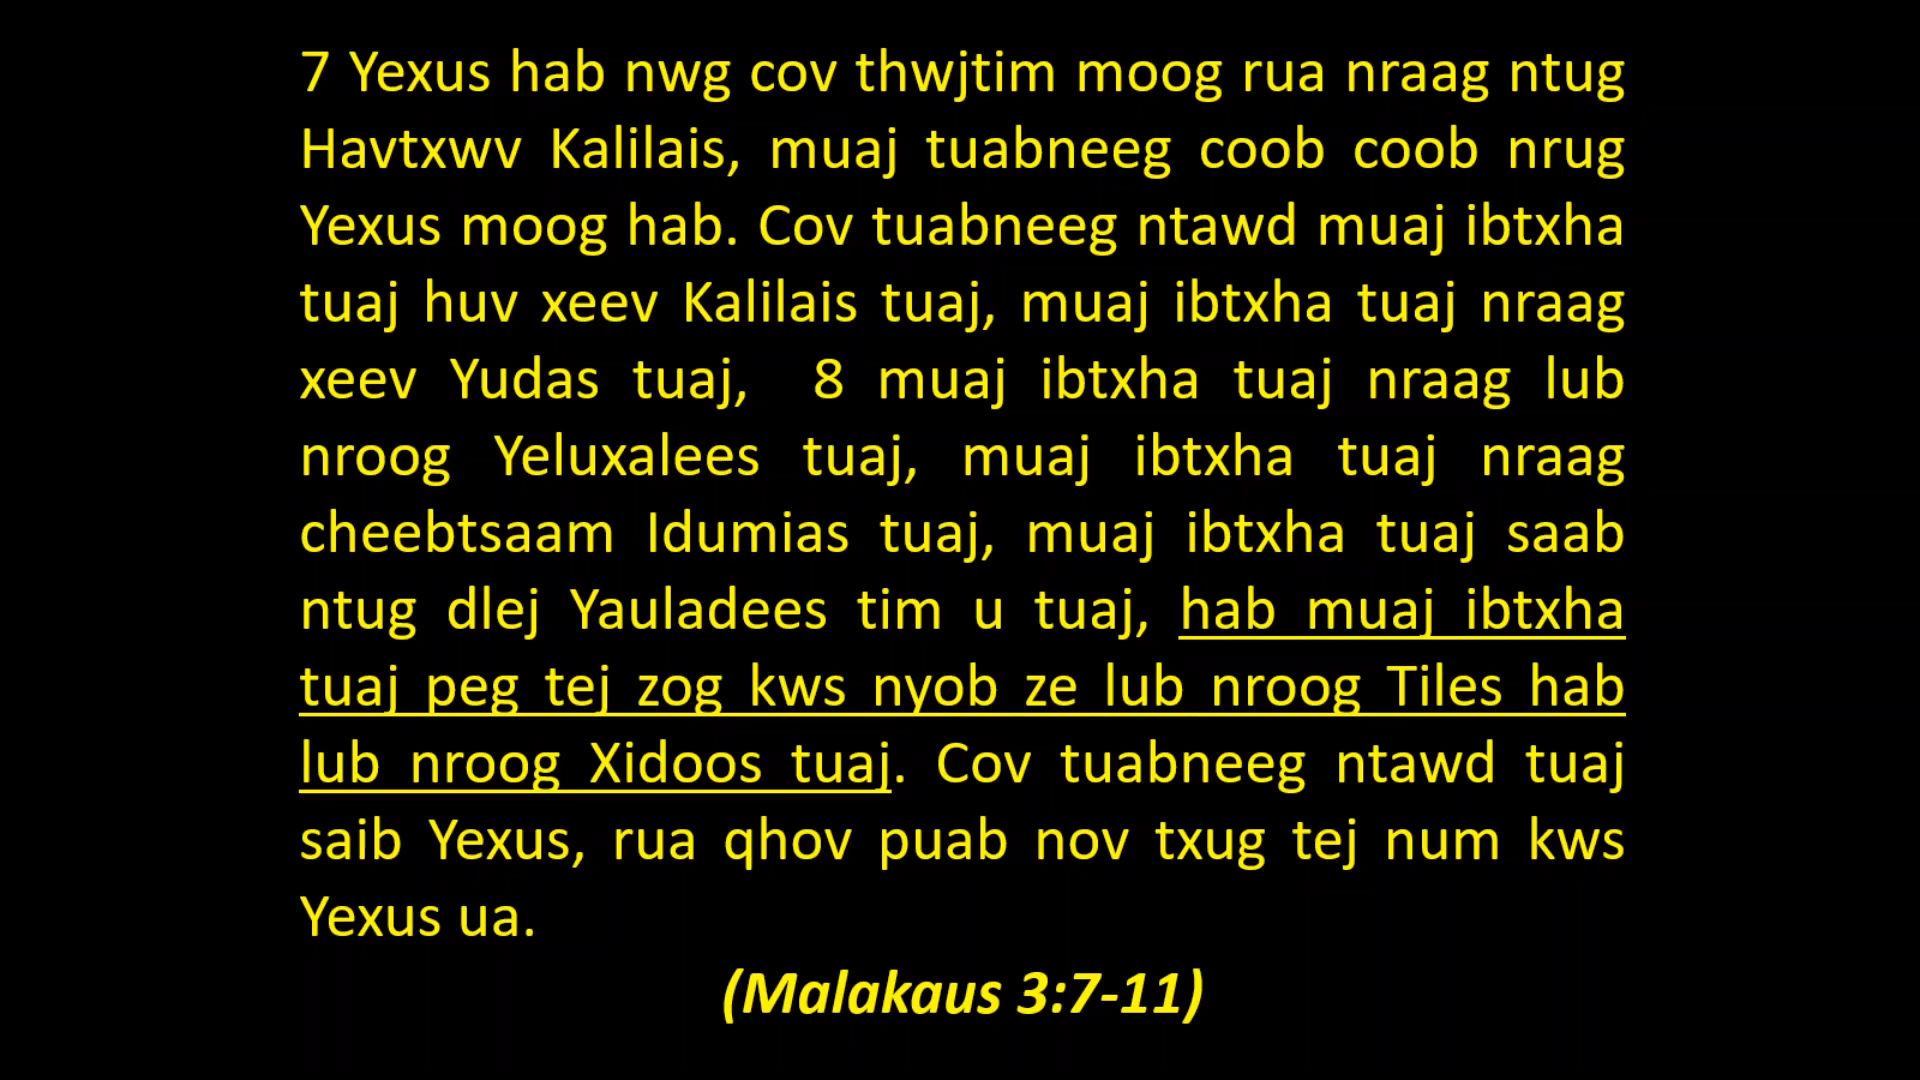 7 Yexus hab nwg cov thwjtim moog rua nraag ntug
Havtxwv Kalilais, muaj tuabneeg coob coob nrug
Yexus moog hab. Cov tuabneeg ntawd muaj ibtxha
tuaj huv xeev Kalilais tuaj, muaj ibtxha tuaj nraag
xeev Yudas tuaj, 8 muaj ibtxha tuaj nraag lub
nroog Yeluxalees tuaj, muaj ibtxha tuaj nraag
cheebtsaam Idumias tuaj, muaj ibtxha tuaj saab
ntug dlej Yauladees tim u tuaj, hab muaj ibtxha
tuaj peg tej zog kws nyob ze lub nroog Tiles hab
lub nroog Xidoos tuaj. Cov tuabneeg ntawd tuaj
saib Yexus, rua qhov puab nov txug tej num kws
Yexus ua.
(Malakaus 3:7-11)